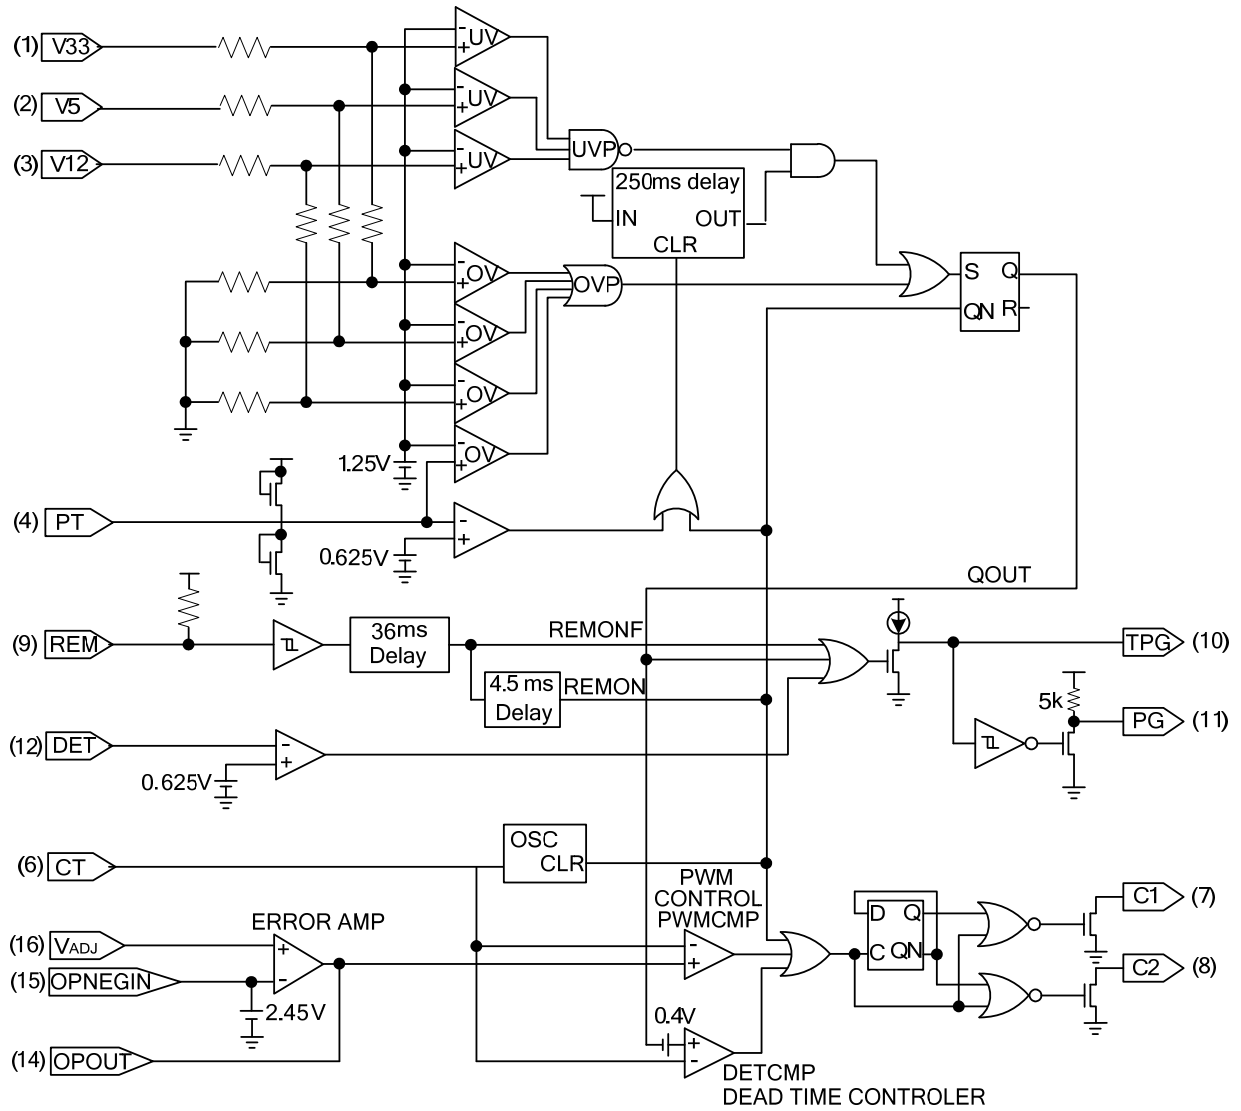 (1) V33
UV
(2) V5
UV
(3) V12
UV
UVP
250ms delay
IN
OUT
CLR
OV
OVP
S Q
QN R
OV
OV
1.25V
OV
(4) PT
0.625V
QOUT
(9) REM
36ms
Delay
REMONF
TPG (10)
4.5 ms
Delay
REMON
5k
PG (11)
(12) DET
0.625V
(6) CT
OSC
CLR
PWM
CONTROL
PWMCMP
D Q
C QN
C1 (7)
C2 (8)
ERROR AMP
(16) VADJ
(15) OPNEGIN
2.45V
(14) OPOUT
0.4V
DETCMP
DEAD TIME CONTROLER
- +
- +
- +
- +
- +
- +
- +
- +
- +
+ -
- +
+ -